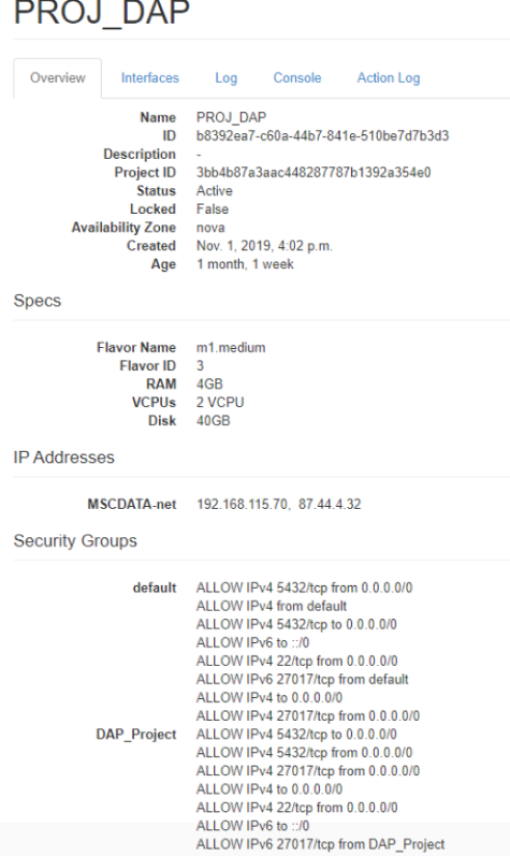 PROJ_DAP
Overview Interfaces Log Console Action Log
Name PROJ_DAP
ID b8392ea7-c60a-44b7-841e-510be7d7b3d3
Description -
Project ID 3bb4b87a3aac448287787b1392a354e0
Status Active
Locked False
Availability Zone nova
Created Nov. 1, 2019, 4:02 p.m.
Age 1 month, 1 week
Specs
Flavor Name m1.medium
Flavor ID 3
RAM 4GB
VCPUs 2 VCPU
Disk 40GB
IP Addresses
MSCDATA-net 192.168.115.70, 87.44.4.32
Security Groups
default ALLOW IPv4 5432/tcp from 0.0.0.0/0
ALLOW IPv4 from default
ALLOW IPv4 5432/tcp to 0.0.0.0/0
ALLOW IPv6 to ::/0
ALLOW IPv4 22/tcp from 0.0.0.0/0
ALLOW IPv6 27017/tcp from default
ALLOW IPv4 to 0.0.0.0/0
ALLOW IPv4 27017/tcp from 0.0.0.0/0
DAP_Project ALLOW IPv4 5432/tcp to 0.0.0.0/0
ALLOW IPv4 5432/tcp from 0.0.0.0/0
ALLOW IPv4 27017/tcp from 0.0.0.0/0
ALLOW IPv4 to 0.0.0.0/0
ALLOW IPv4 22/tcp from 0.0.0.0/0
ALLOW IPv6 to ::/0
ALLOW IPv6 27017/tcp from DAP_Project